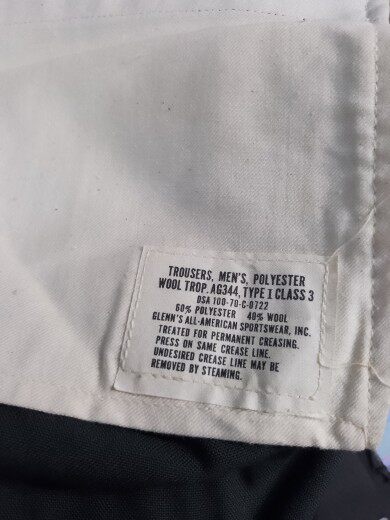 TROUSERS, MEN'S, POLYESTER
WOOL TROP. AG344, TYPE I CLASS 3
DSA 100-70-C-0722
60% POLYESTER 40% WOOL
GLENN'S ALL-AMERICAN SPORTSWEAR, INC.
TREATED FOR PERMANENT CREASING.
PRESS ON SAME CREASE LINE.
UNDESIRED CREASE LINE MAY BE
REMOVED BY STEAMING.